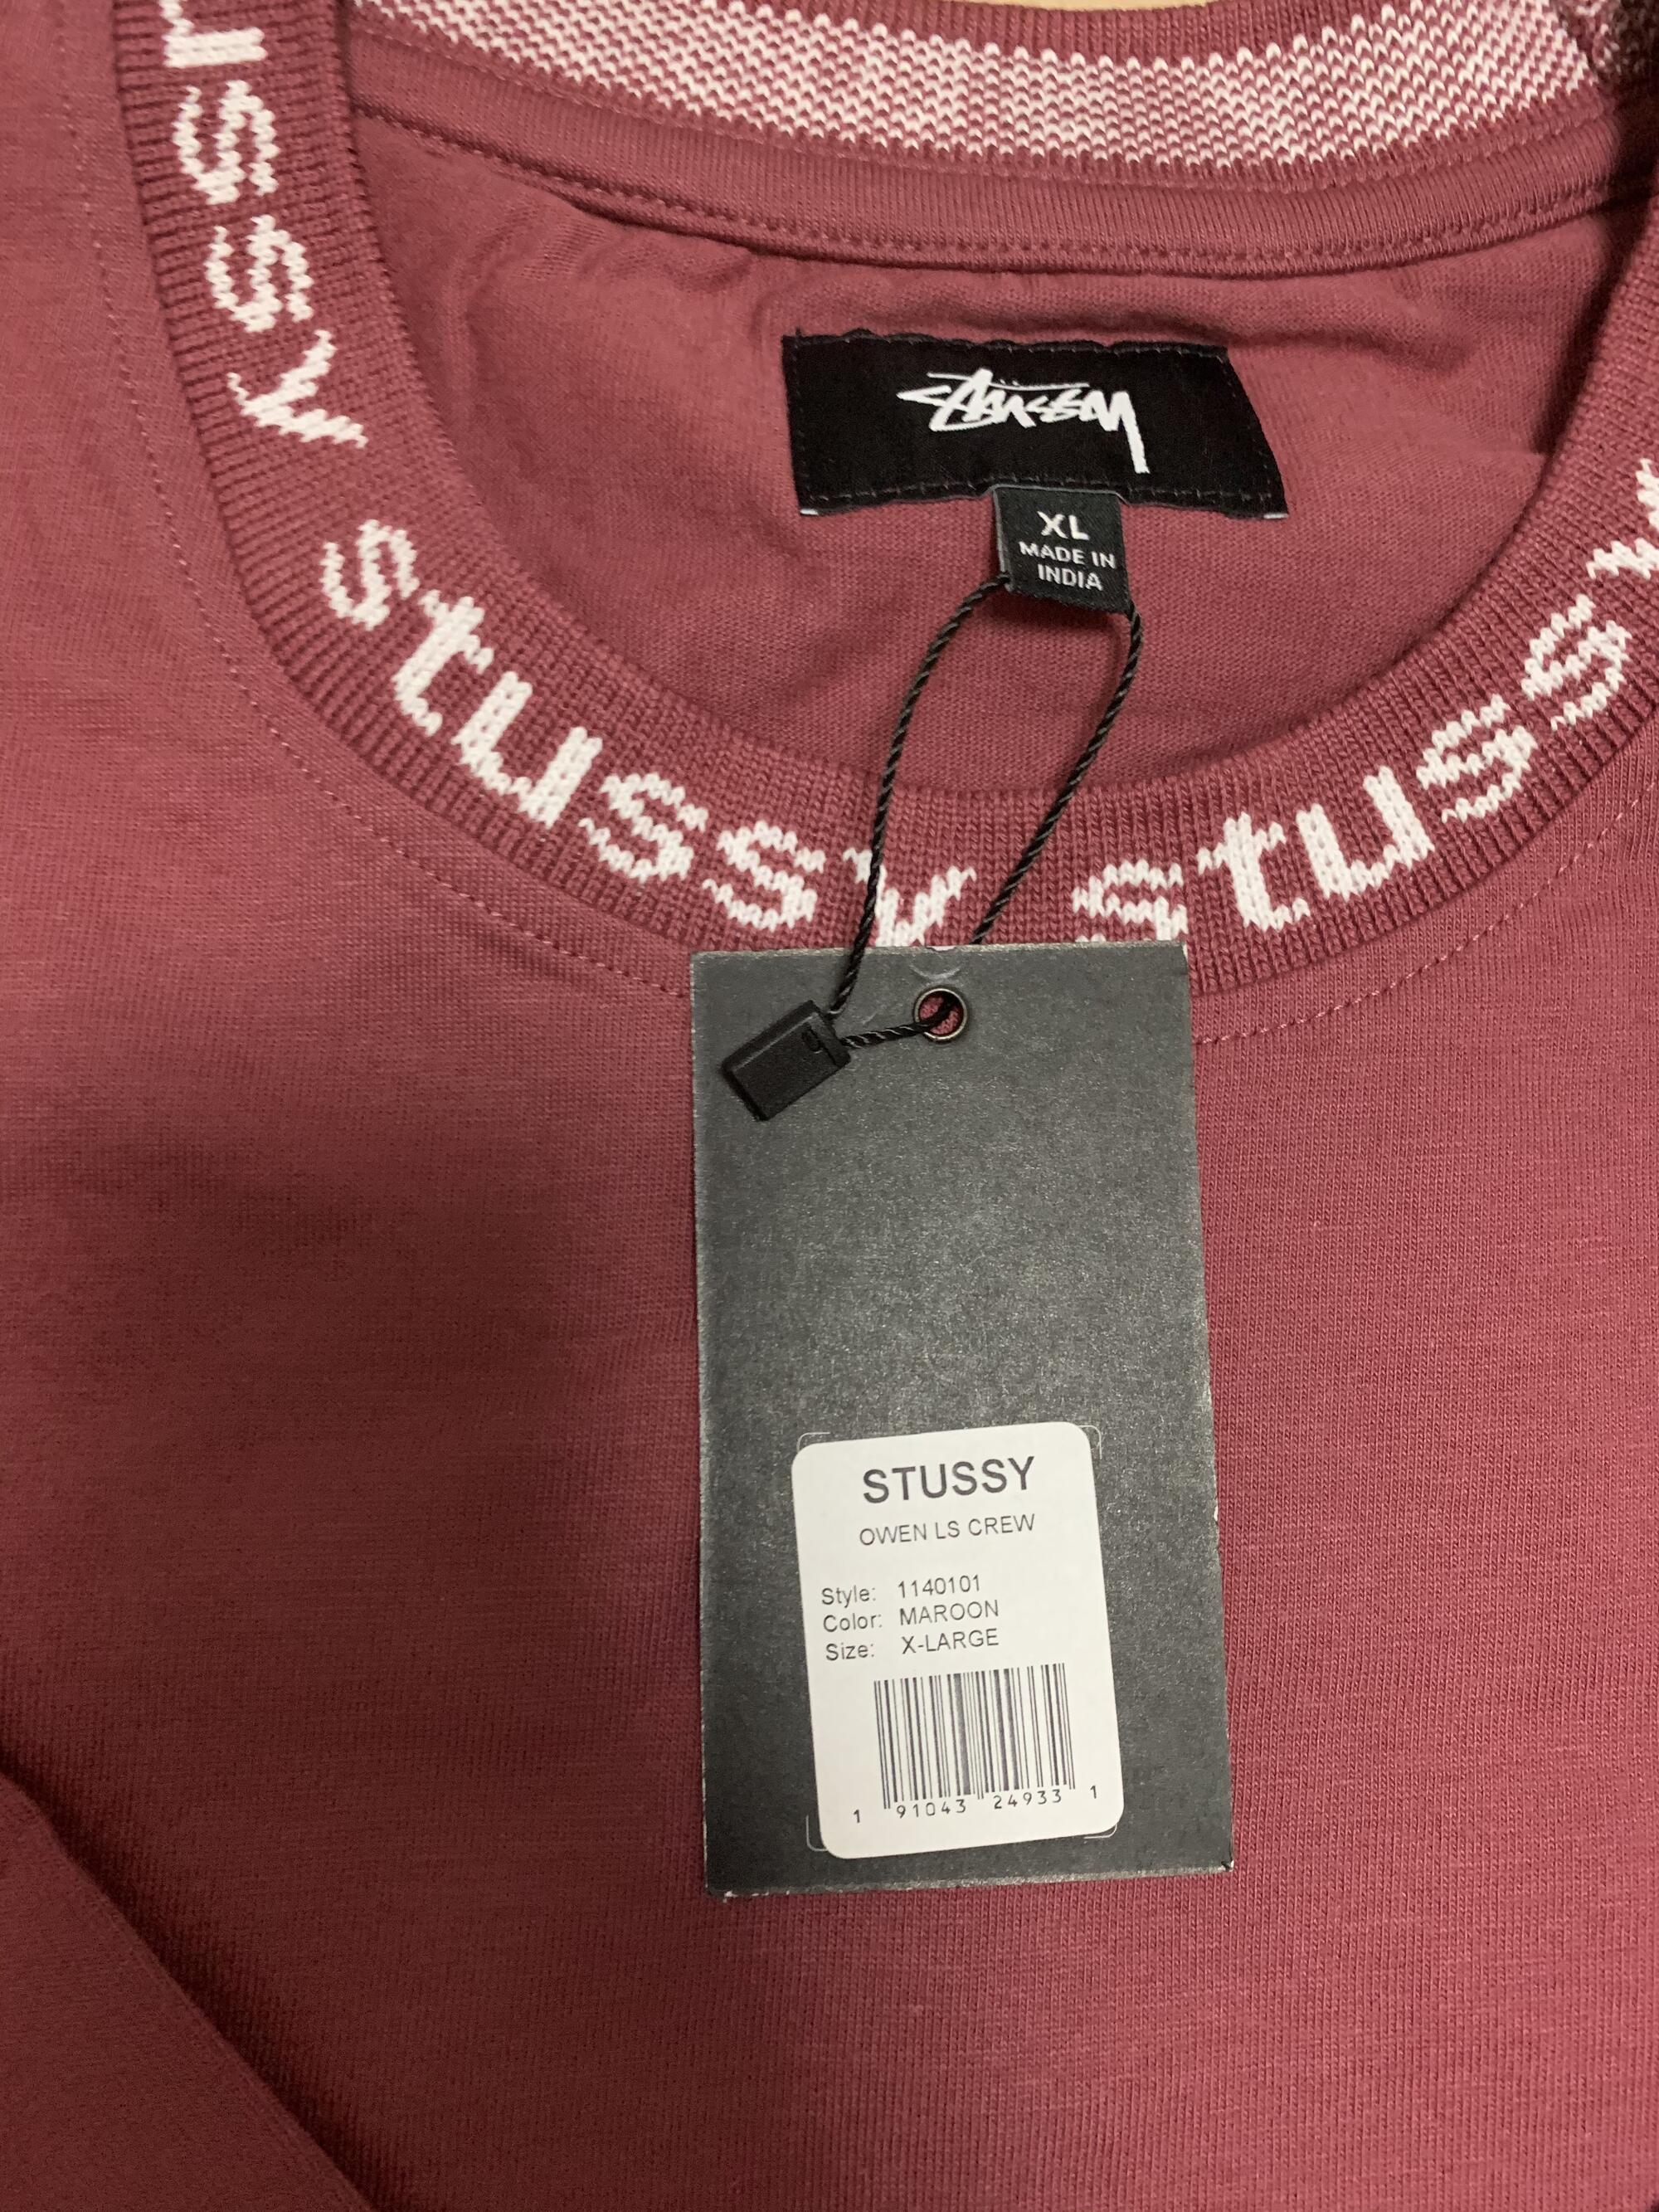 ussy stussy stussy
Stüssy
XL
MADE IN
INDIA
STUSSY
OWEN LS CREW
Style: 1140101
Color: MAROON
Size: X-LARGE
1 91043 24933 1